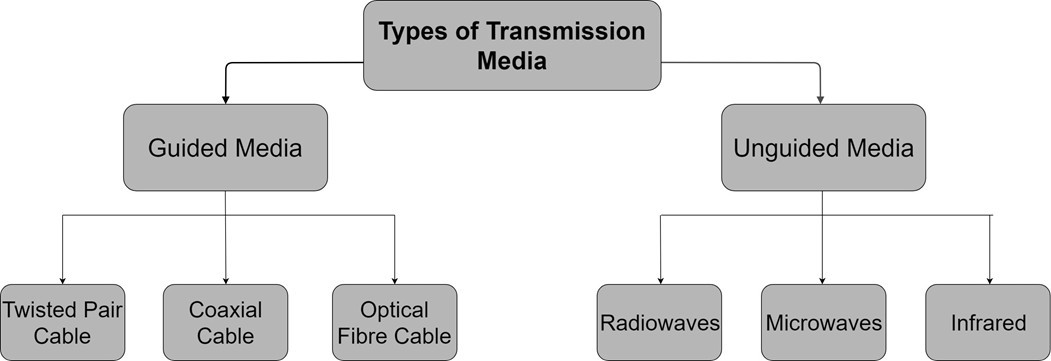 Types of Transmission
Media
Guided Media
Unguided Media
Twisted Pair
Cable
Coaxial
Cable
Optical
Fibre Cable
Radiowaves
Microwaves
Infrared